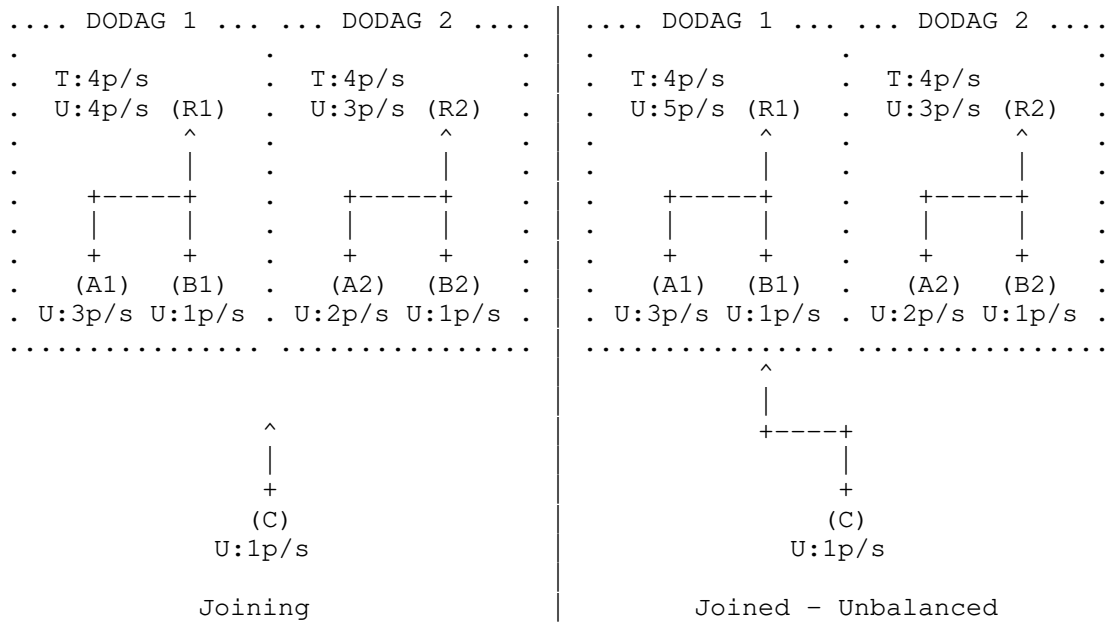 .... DODAG 1 ... ... DODAG 2 .... | .... DODAG 1 ... ... DODAG 2 ....
.               .               . | .               .               .
.  T:4p/s       .  T:4p/s       . | .  T:4p/s       .  T:4p/s       .
.  U:4p/s (R1)  .  U:3p/s (R2)  . | .  U:5p/s (R1)  .  U:3p/s (R2)  .
.          ^    .          ^    . | .          ^    .          ^    .
.          |    .          |    . | .          |    .          |    .
.    +-----+    .    +-----+    . | .    +-----+    .    +-----+    .
.    |     |    .    |     |    . | .    |     |    .    |     |    .
.    +     +    .    +     +    . | .    +     +    .    +     +    .
.   (A1)  (B1)  .   (A2)  (B2)  . | .   (A1)  (B1)  .   (A2)  (B2)  .
. U:3p/s U:1p/s . U:2p/s U:1p/s . | . U:3p/s U:1p/s . U:2p/s U:1p/s .
................ ................ | ................ ................
                                  |            ^
                                  |            |
                ^                 |            +----+
                |                 |                 |
                +                 |                 +
               (C)                |                (C)
             U:1p/s               |              U:1p/s
                                  |
            Joining               |        Joined - Unbalanced